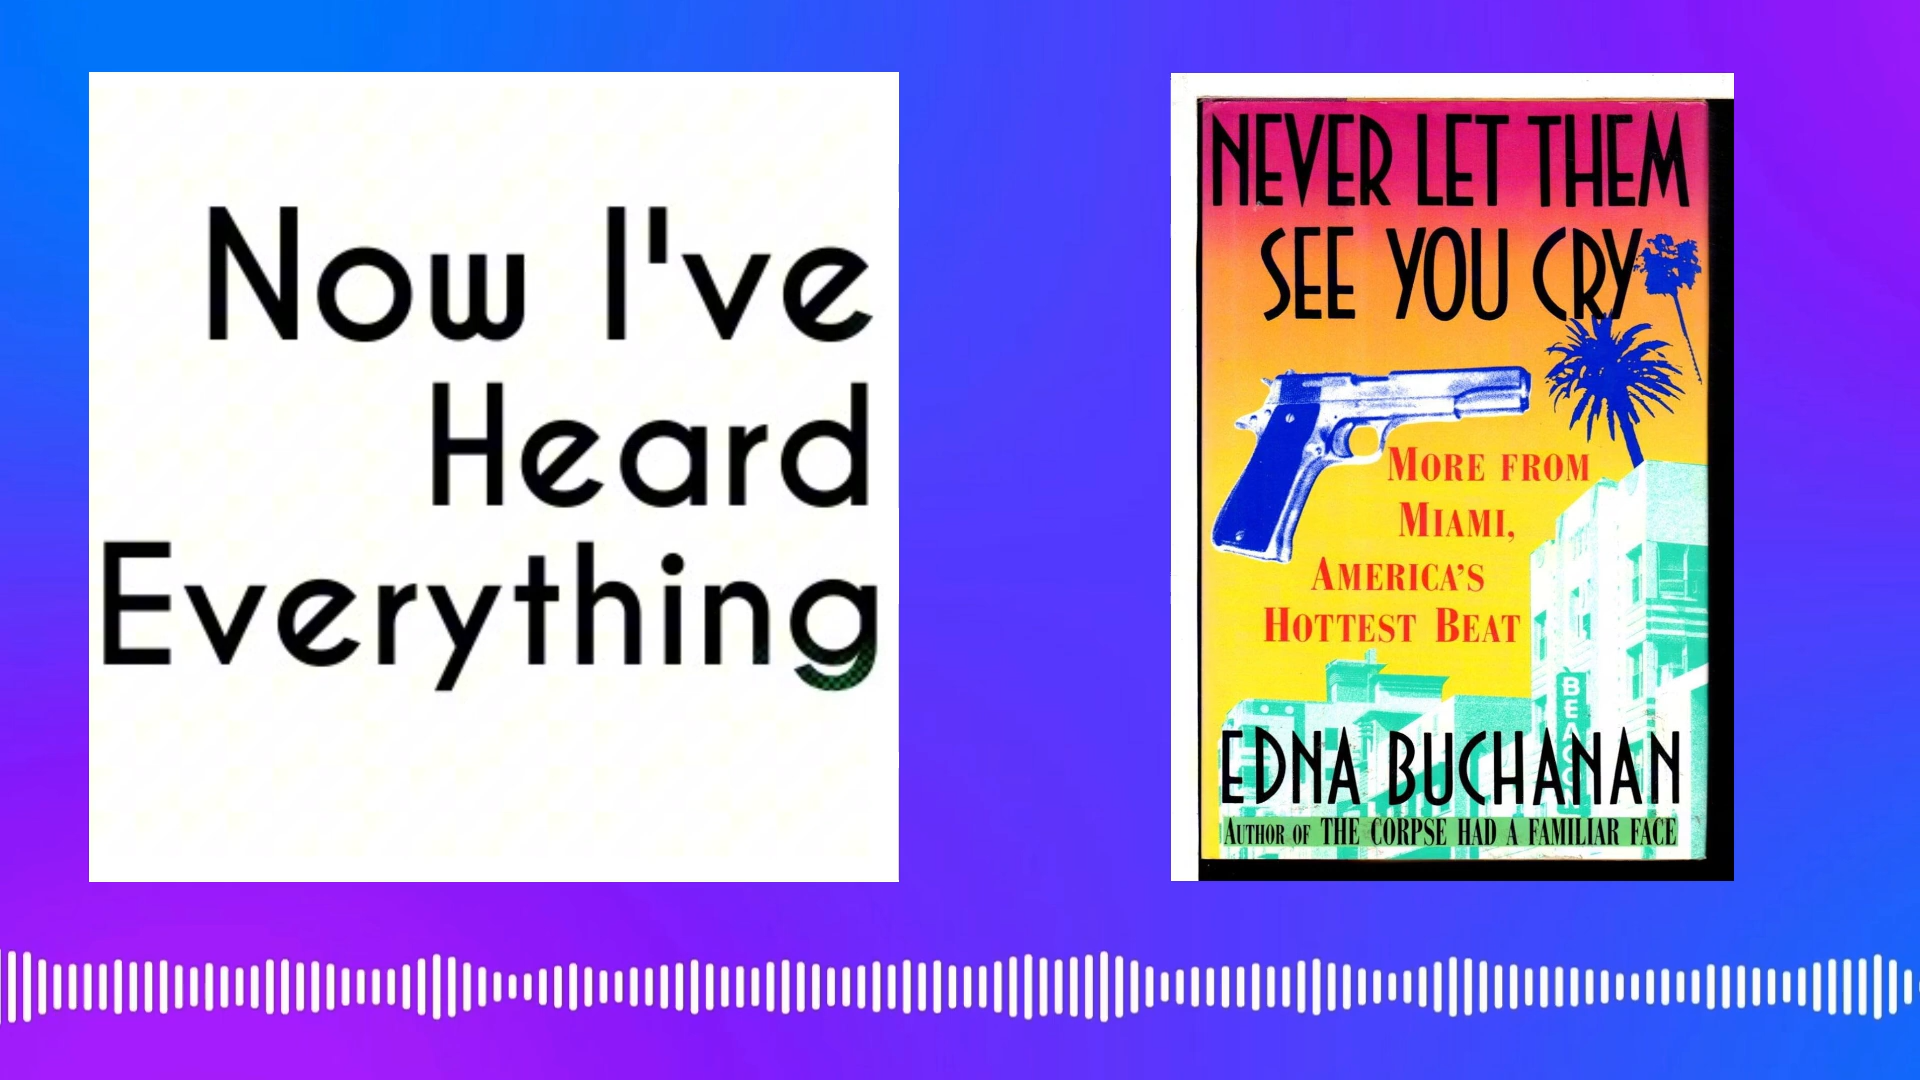 Now I've
Heard
Everything
NEVER LET THEM
SEE YOU CRY
MORE FROM
MIAMI,
AMERICA'S
HOTTEST BEAT
EDNA BUCHANAN
AUTHOR OF THE CORPSE HAD A FAMILIAR FACE